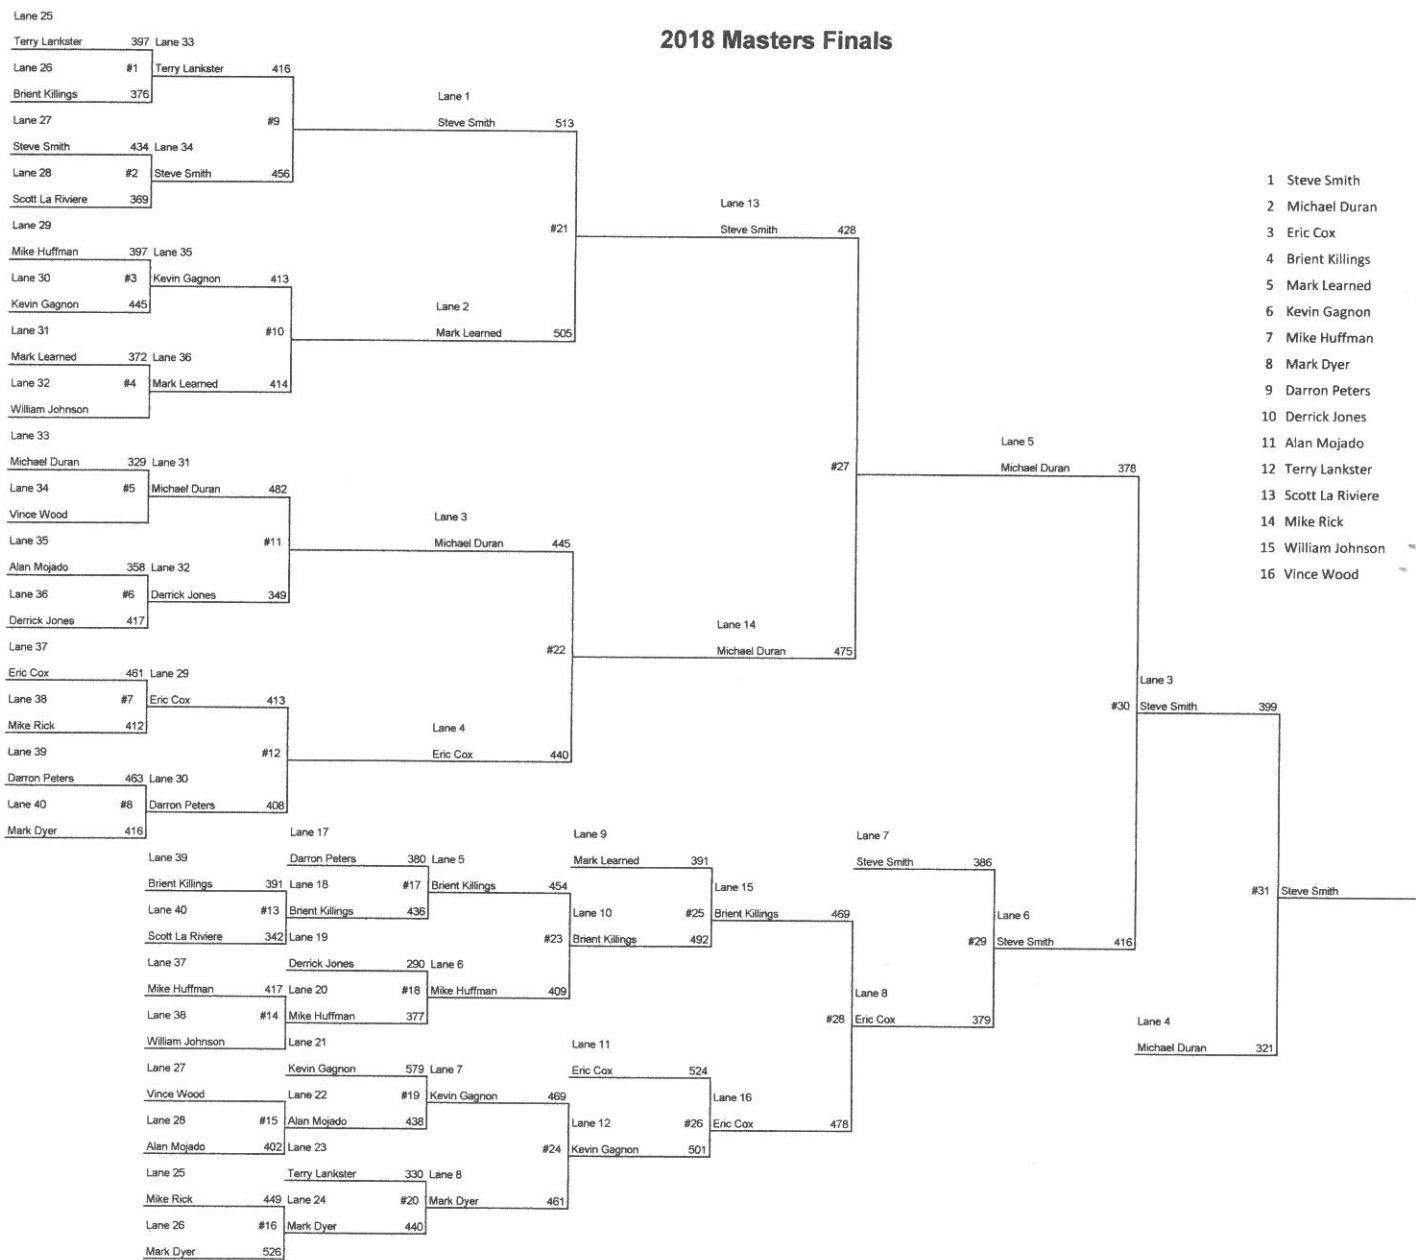 2018 Masters Finals
Lane 25
Terry Lankster 397 Lane 33
Lane 26 #1 Terry Lankster 416
Brient Killings 376
Lane 1
Lane 27 #9 Steve Smith 513
Steve Smith 434 Lane 34
Lane 28 #2 Steve Smith 456
Scott La Riviere 369
Lane 13
Lane 29 #21 Steve Smith 428
Mike Huffman 397 Lane 35
Lane 30 #3 Kevin Gagnon 413
Kevin Gagnon 445 Lane 2
Lane 31 #10 Mark Learned 505
Mark Learned 372 Lane 36
Lane 32 #4 Mark Learned 414
William Johnson
Lane 33 Lane 5
Michael Duran 329 Lane 31 #27 Michael Duran 378
Lane 34 #5 Michael Duran 482
Vince Wood Lane 3
Lane 35 #11 Michael Duran 445
Alan Mojado 358 Lane 32
Lane 36 #6 Derrick Jones 349
Derrick Jones 417 Lane 14
Lane 37 #22 Michael Duran 475
Eric Cox 461 Lane 29 Lane 3
Lane 38 #7 Eric Cox 413 #30 Steve Smith 399
Mike Rick 412 Lane 4
Lane 39 #12 Eric Cox 440
Darron Peters 463 Lane 30
Lane 40 #8 Darron Peters 408
Mark Dyer 416 Lane 17 Lane 9 Lane 7
Lane 39 Darron Peters 380 Lane 5 Mark Learned 391 Steve Smith 386
Brient Killings 391 Lane 18 #17 Brient Killings 454 Lane 15 #31 Steve Smith
Lane 40 #13 Brient Killings 436 Lane 10 #25 Brient Killings 469 Lane 6
Scott La Riviere 342 Lane 19 #23 Brient Killings 492 #29 Steve Smith 416
Lane 37 Derrick Jones 290 Lane 6
Mike Huffman 417 Lane 20 #18 Mike Huffman 409 Lane 8
Lane 38 #14 Mike Huffman 377 #28 Eric Cox 379 Lane 4
William Johnson Lane 21 Lane 11 Michael Duran 321
Lane 27 Kevin Gagnon 579 Lane 7 Eric Cox 524
Vince Wood Lane 22 #19 Kevin Gagnon 469 Lane 16
Lane 28 #15 Alan Mojado 438 Lane 12 #26 Eric Cox 478
Alan Mojado 402 Lane 23 #24 Kevin Gagnon 501
Lane 25 Terry Lankster 330 Lane 8
Mike Rick 449 Lane 24 #20 Mark Dyer 461
Lane 26 #16 Mark Dyer 440
Mark Dyer 526
1 Steve Smith
2 Michael Duran
3 Eric Cox
4 Brient Killings
5 Mark Learned
6 Kevin Gagnon
7 Mike Huffman
8 Mark Dyer
9 Darron Peters
10 Derrick Jones
11 Alan Mojado
12 Terry Lankster
13 Scott La Riviere
14 Mike Rick
15 William Johnson
16 Vince Wood